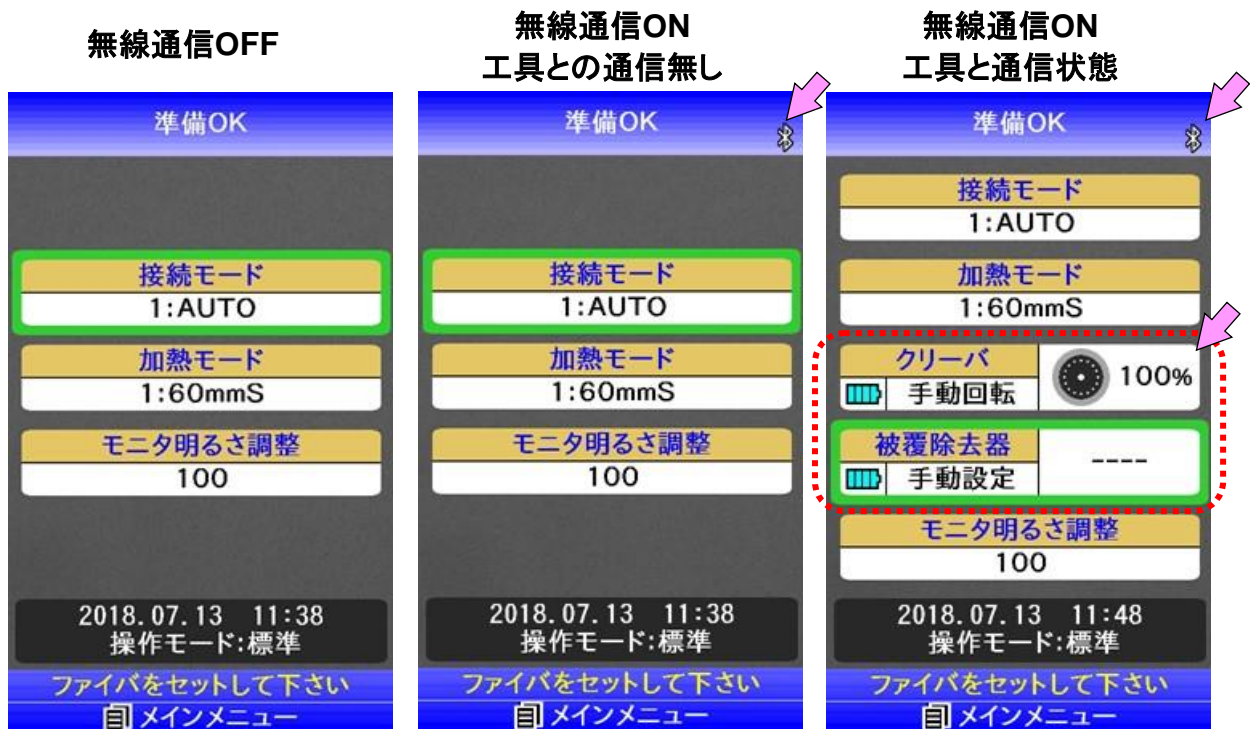 無線通信OFF
準備OK
接続モード
1:AUTO
加熱モード
1:60mmS
モニタ明るさ調整
100
2018.07.13 11:38
操作モード:標準
ファイバをセットして下さい
メインメニュー
無線通信ON
工具との通信無し
準備OK
接続モード
1:AUTO
加熱モード
1:60mmS
モニタ明るさ調整
100
2018.07.13 11:38
操作モード:標準
ファイバをセットして下さい
メインメニュー
無線通信ON
工具と通信状態
準備OK
接続モード
1:AUTO
加熱モード
1:60mmS
クリーバ
手動回転
100%
被覆除去器
手動設定
----
モニタ明るさ調整
100
2018.07.13 11:48
操作モード:標準
ファイバをセットして下さい
メインメニュー